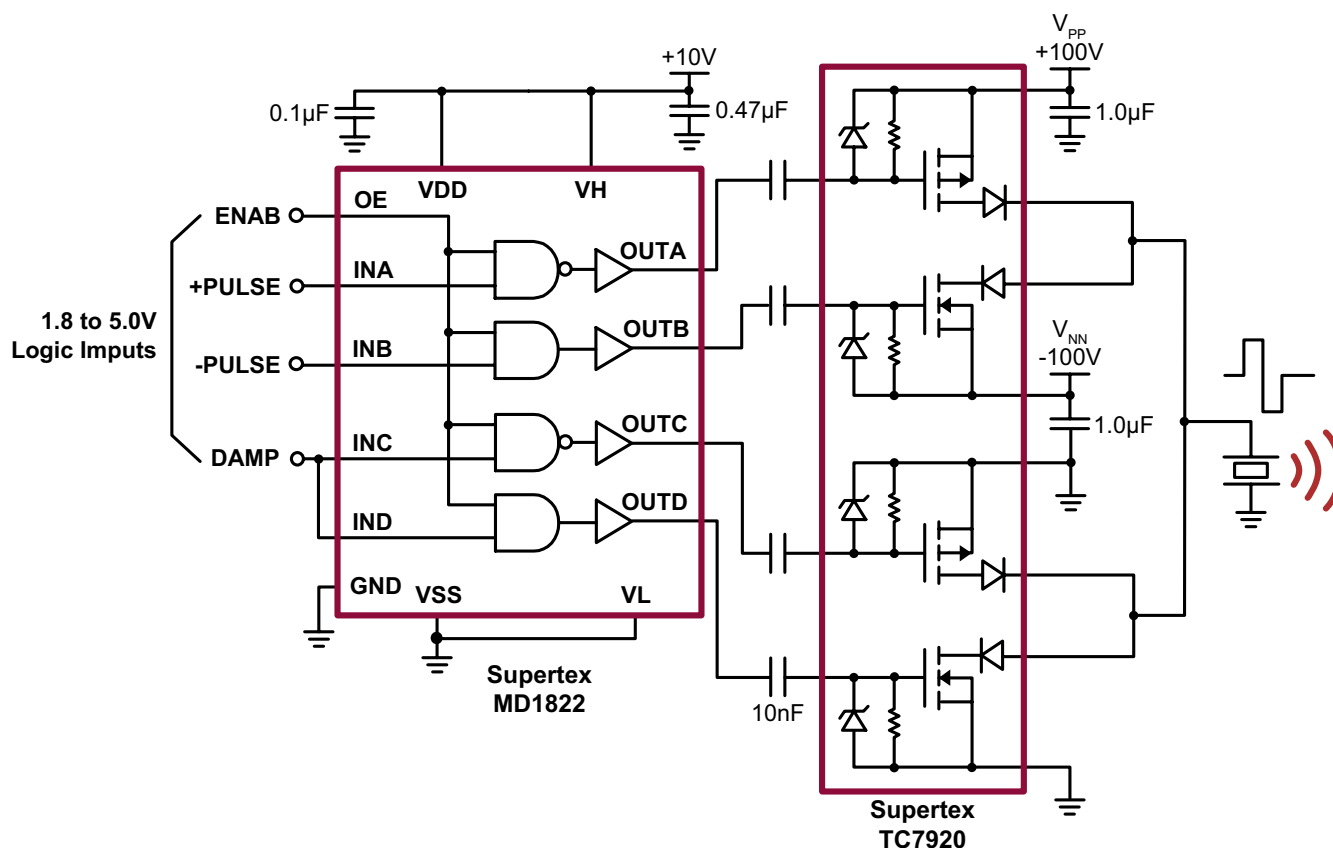 V_PP
+100V
+10V
0.1µF
0.47µF
1.0µF
VDD
VH
OE
ENAB
OUTA
INA
+PULSE
1.8 to 5.0V
Logic Imputs
OUTB
INB
-PULSE
V_NN
-100V
1.0µF
OUTC
INC
DAMP
OUTD
IND
GND
VSS
VL
Supertex
MD1822
10nF
Supertex
TC7920